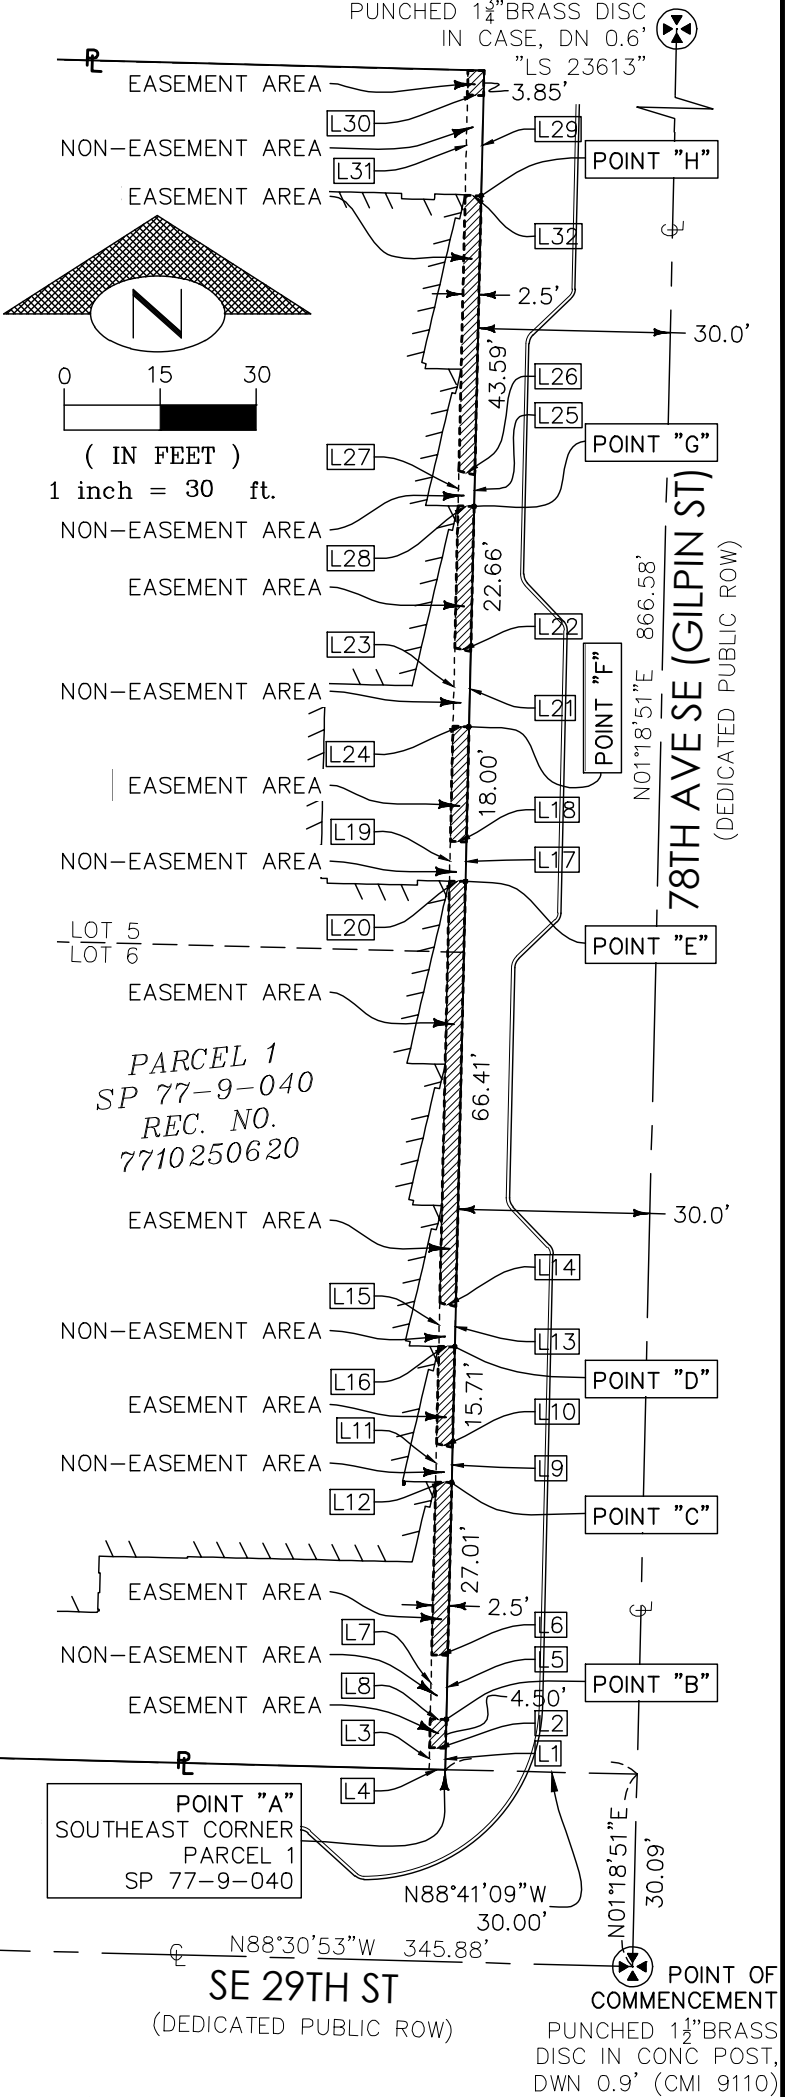 PUNCHED 1¾"BRASS DISC
IN CASE, DN 0.6'
"LS 23613"
PL
EASEMENT AREA
3.85'
L30
L29
NON-EASEMENT AREA
POINT "H"
L31
EASEMENT AREA
L32
CL
N
2.5'
30.0'
43.59'
0 15 30
L26
L25
( IN FEET )
POINT "G"
L27
1 inch = 30 ft.
NON-EASEMENT AREA
L28
EASEMENT AREA
22.66'
L22
L23
POINT "F"
NON-EASEMENT AREA
L21
N01°18'51"E 866.58'
78TH AVE SE (GILPIN ST)
(DEDICATED PUBLIC ROW)
L24
EASEMENT AREA
18.00'
L18
L19
NON-EASEMENT AREA
L17
L20
LOT 5
LOT 6
POINT "E"
EASEMENT AREA
PARCEL 1
SP 77-9-040
REC. NO.
7710250620
66.41'
EASEMENT AREA
30.0'
L14
L15
NON-EASEMENT AREA
L13
L16
POINT "D"
EASEMENT AREA
15.71'
L10
L11
NON-EASEMENT AREA
L9
L12
POINT "C"
27.01'
EASEMENT AREA
2.5'
L6
L7
NON-EASEMENT AREA
L5
L8
POINT "B"
EASEMENT AREA
4.50'
L2
L3
L1
PL
L4
CL
POINT "A"
SOUTHEAST CORNER
PARCEL 1
SP 77-9-040
N88°41'09"W
30.00'
N01°18'51"E
30.09'
CL
N88°30'53"W 345.88'
SE 29TH ST
(DEDICATED PUBLIC ROW)
POINT OF
COMMENCEMENT
PUNCHED 1½"BRASS
DISC IN CONC POST,
DWN 0.9' (CMI 9110)